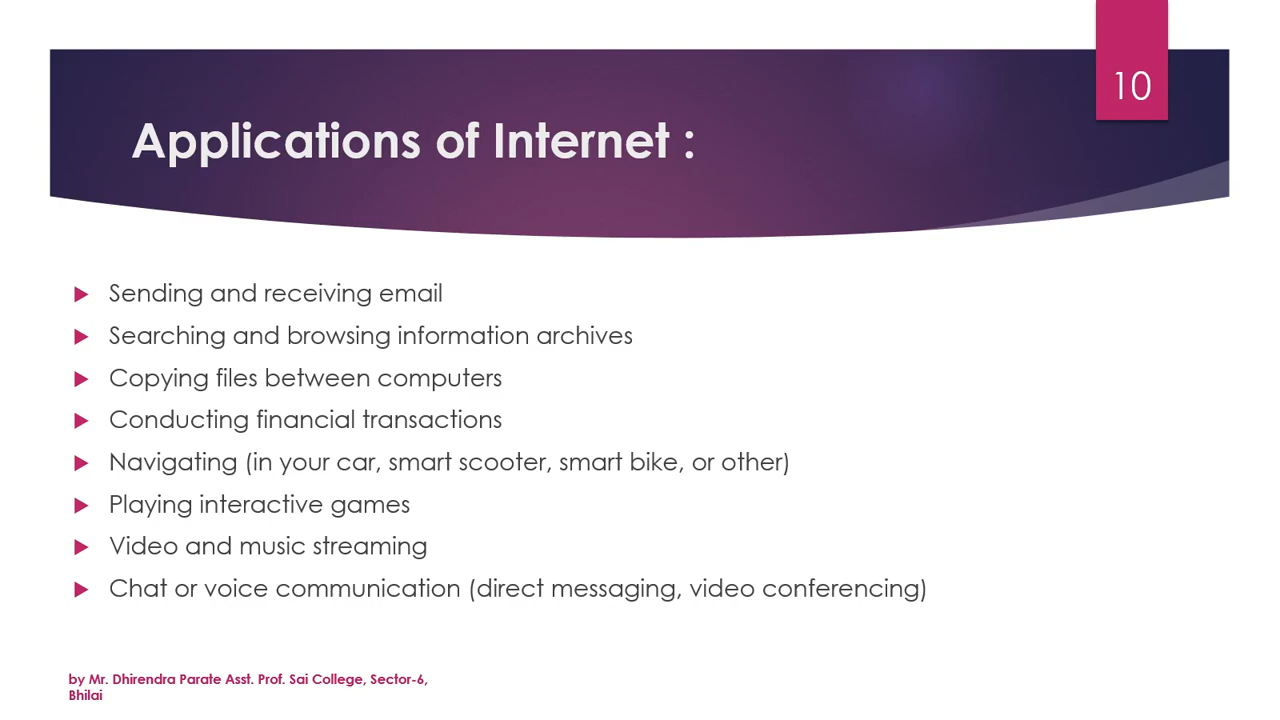 10
Applications of Internet :
Sending and receiving email
Searching and browsing information archives
Copying files between computers
Conducting financial transactions
Navigating (in your car, smart scooter, smart bike, or other)
Playing interactive games
Video and music streaming
Chat or voice communication (direct messaging, video conferencing)
by Mr. Dhirendra Parate Asst. Prof. Sai College, Sector-6,
Bhilai